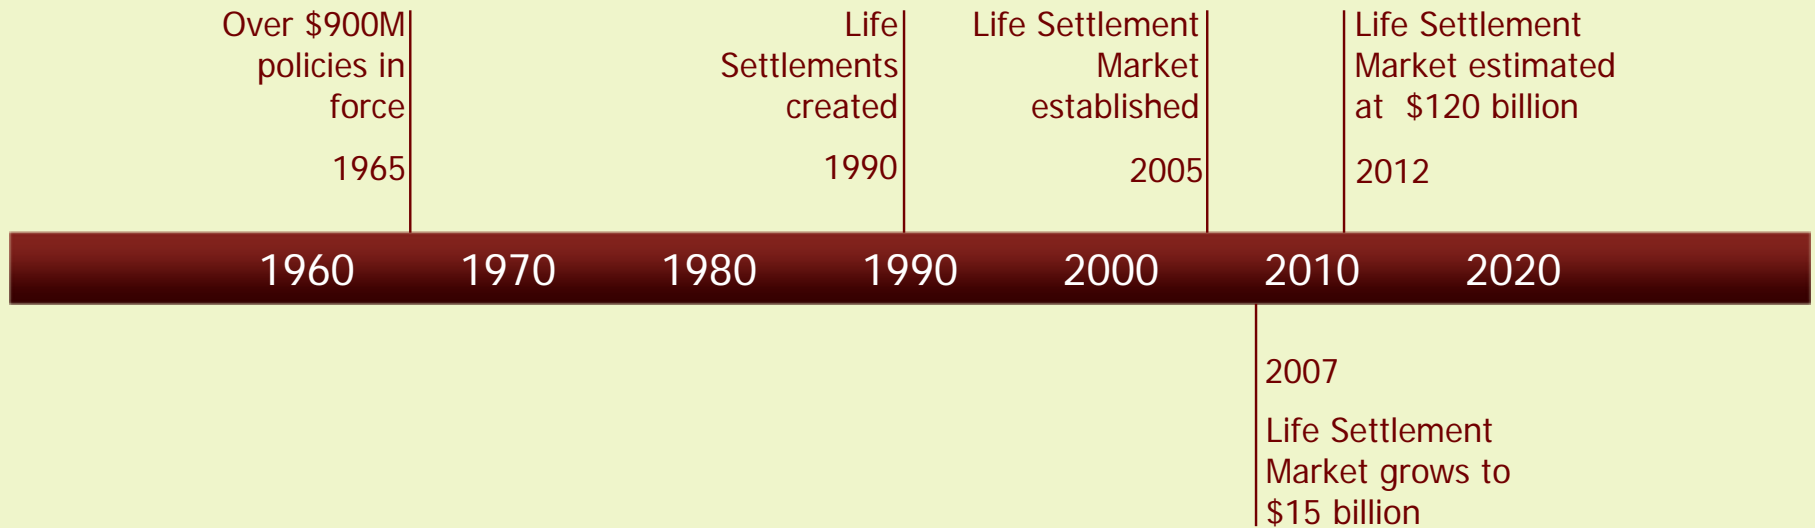 Over $900M
policies in
force
1965
Life
Settlements
created
1990
Life Settlement
Market
established
2005
Life Settlement
Market estimated
at  $120 billion
2012
1960 1970 1980 1990 2000 2010 2020
2007
Life Settlement
Market grows to
$15 billion